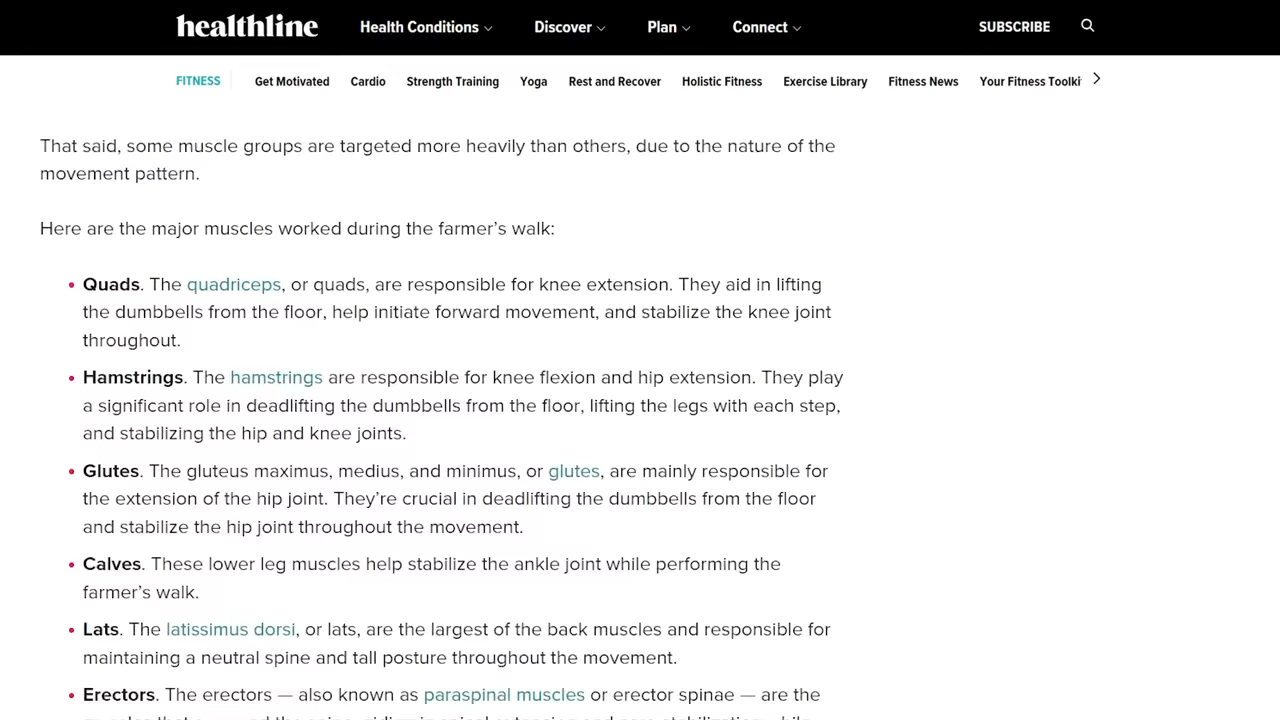 healthline Health Conditions Discover Plan Connect SUBSCRIBE
FITNESS Get Motivated Cardio Strength Training Yoga Rest and Recover Holistic Fitness Exercise Library Fitness News Your Fitness Toolki
That said, some muscle groups are targeted more heavily than others, due to the nature of the
movement pattern.
Here are the major muscles worked during the farmer’s walk:
• Quads. The quadriceps, or quads, are responsible for knee extension. They aid in lifting
the dumbbells from the floor, help initiate forward movement, and stabilize the knee joint
throughout.
• Hamstrings. The hamstrings are responsible for knee flexion and hip extension. They play
a significant role in deadlifting the dumbbells from the floor, lifting the legs with each step,
and stabilizing the hip and knee joints.
• Glutes. The gluteus maximus, medius, and minimus, or glutes, are mainly responsible for
the extension of the hip joint. They’re crucial in deadlifting the dumbbells from the floor
and stabilize the hip joint throughout the movement.
• Calves. These lower leg muscles help stabilize the ankle joint while performing the
farmer’s walk.
• Lats. The latissimus dorsi, or lats, are the largest of the back muscles and responsible for
maintaining a neutral spine and tall posture throughout the movement.
• Erectors. The erectors — also known as paraspinal muscles or erector spinae — are the